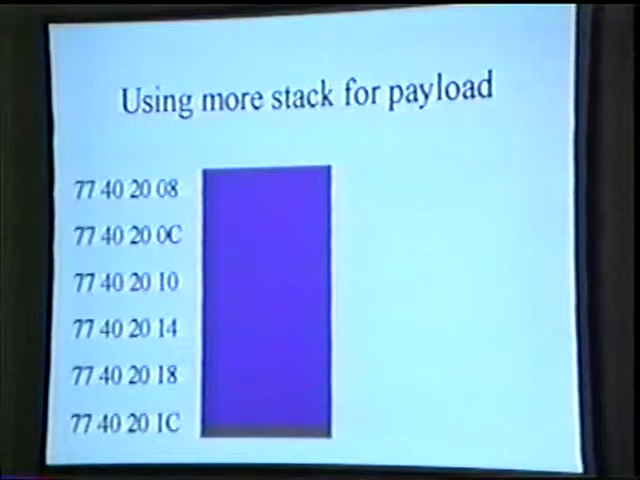 Using more stack for payload
77 40 20 08
77 40 20 0C
77 40 20 10
77 40 20 14
77 40 20 18
77 40 20 1C